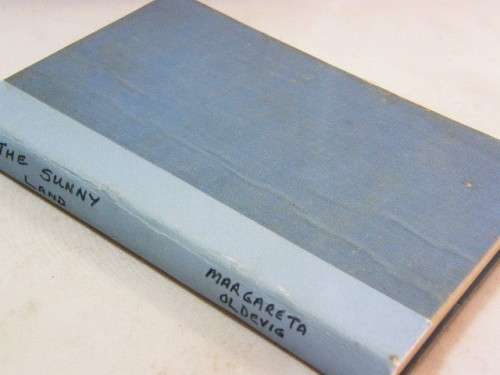 THE SUNNY
LAND
MARGARETA
OLDEVIG